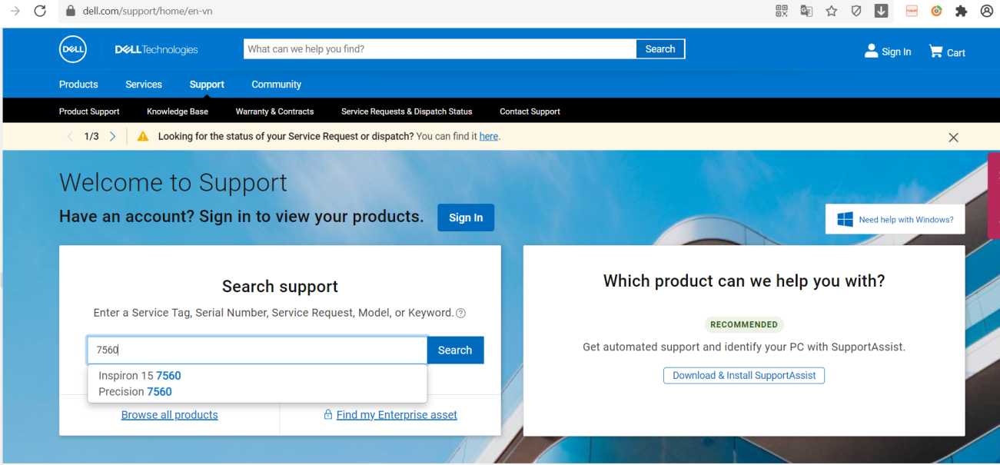 dell.com/support/home/en-vn
DELL
DELLTechnologies
What can we help you find?
Search
Sign In
Cart
Products
Services
Support
Community
Product Support
Knowledge Base
Warranty & Contracts
Service Requests & Dispatch Status
Contact Support
1/3
Looking for the status of your Service Request or dispatch? You can find it here.
Welcome to Support
Have an account? Sign in to view your products.
Sign In
Need help with Windows?
Search support
Enter a Service Tag, Serial Number, Service Request, Model, or Keyword.
7560
Search
Inspiron 15 7560
Precision 7560
Browse all products
Find my Enterprise asset
Which product can we help you with?
RECOMMENDED
Get automated support and identify your PC with SupportAssist.
Download & Install SupportAssist